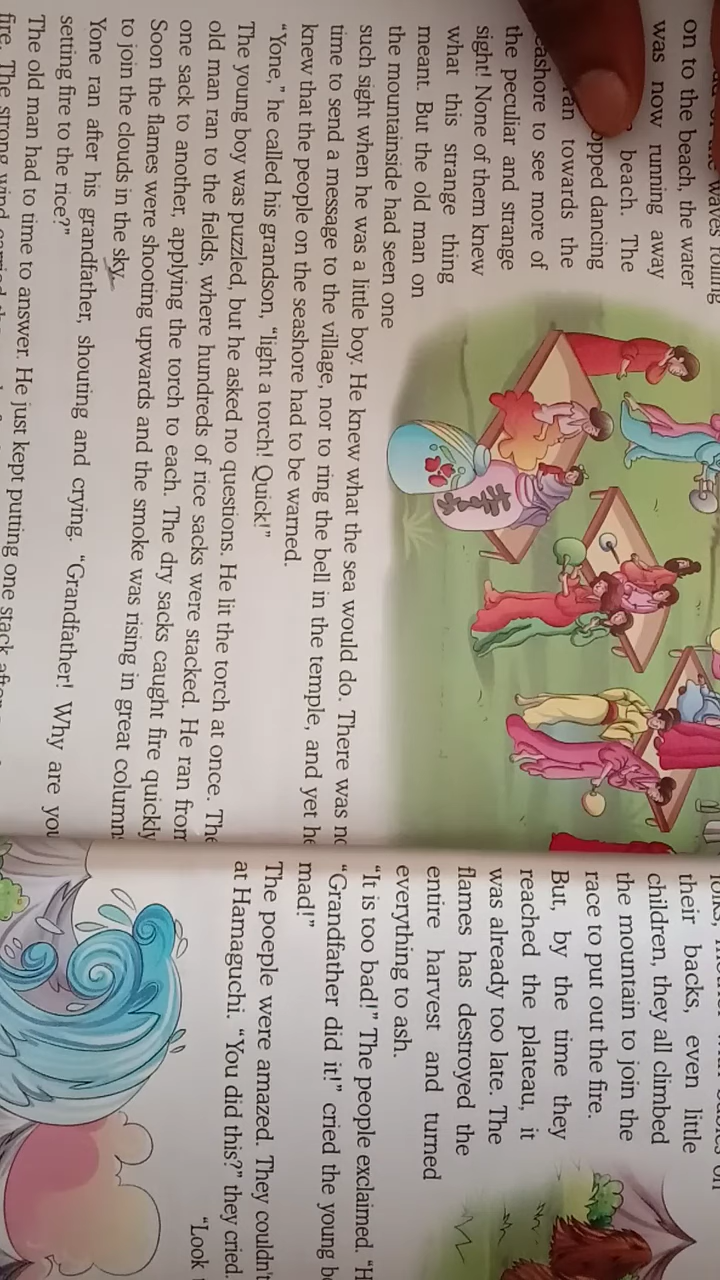 waves rolling
on to the beach, the water
was now running away
beach. The
dancing
ran towards the
seashore to see more of
the peculiar and strange
sight! None of them knew
what this strange thing
meant. But the old man on
the mountainside had seen one
such sight when he was a little boy. He knew what the sea would do. There was no
time to send a message to the village, nor to ring the bell in the temple, and yet he
knew that the people on the seashore had to be warned.
“Yone,” he called his grandson, “light a torch! Quick!”
The young boy was puzzled, but he asked no questions. He lit the torch at once. The
old man ran to the fields, where hundreds of rice sacks were stacked. He ran from
one sack to another, applying the torch to each. The dry sacks caught fire quickly
Soon the flames were shooting upwards and the smoke was rising in great column
to join the clouds in the sky.
Yone ran after his grandfather, shouting and crying. “Grandfather! Why are you
setting fire to the rice?”
The old man had to time to answer. He just kept putting one stack after
fire. The strong wind carried the
their backs, even little
children, they all climbed
the mountain to join the
race to put out the fire.
But, by the time they
reached the plateau, it
was already too late. The
flames has destroyed the
entire harvest and turned
everything to ash.
“It is too bad!” The people exclaimed. “H
“Grandfather did it!” cried the young b
mad!”
The poeple were amazed. They couldn't
at Hamaguchi. “You did this?” they cried.
“Look